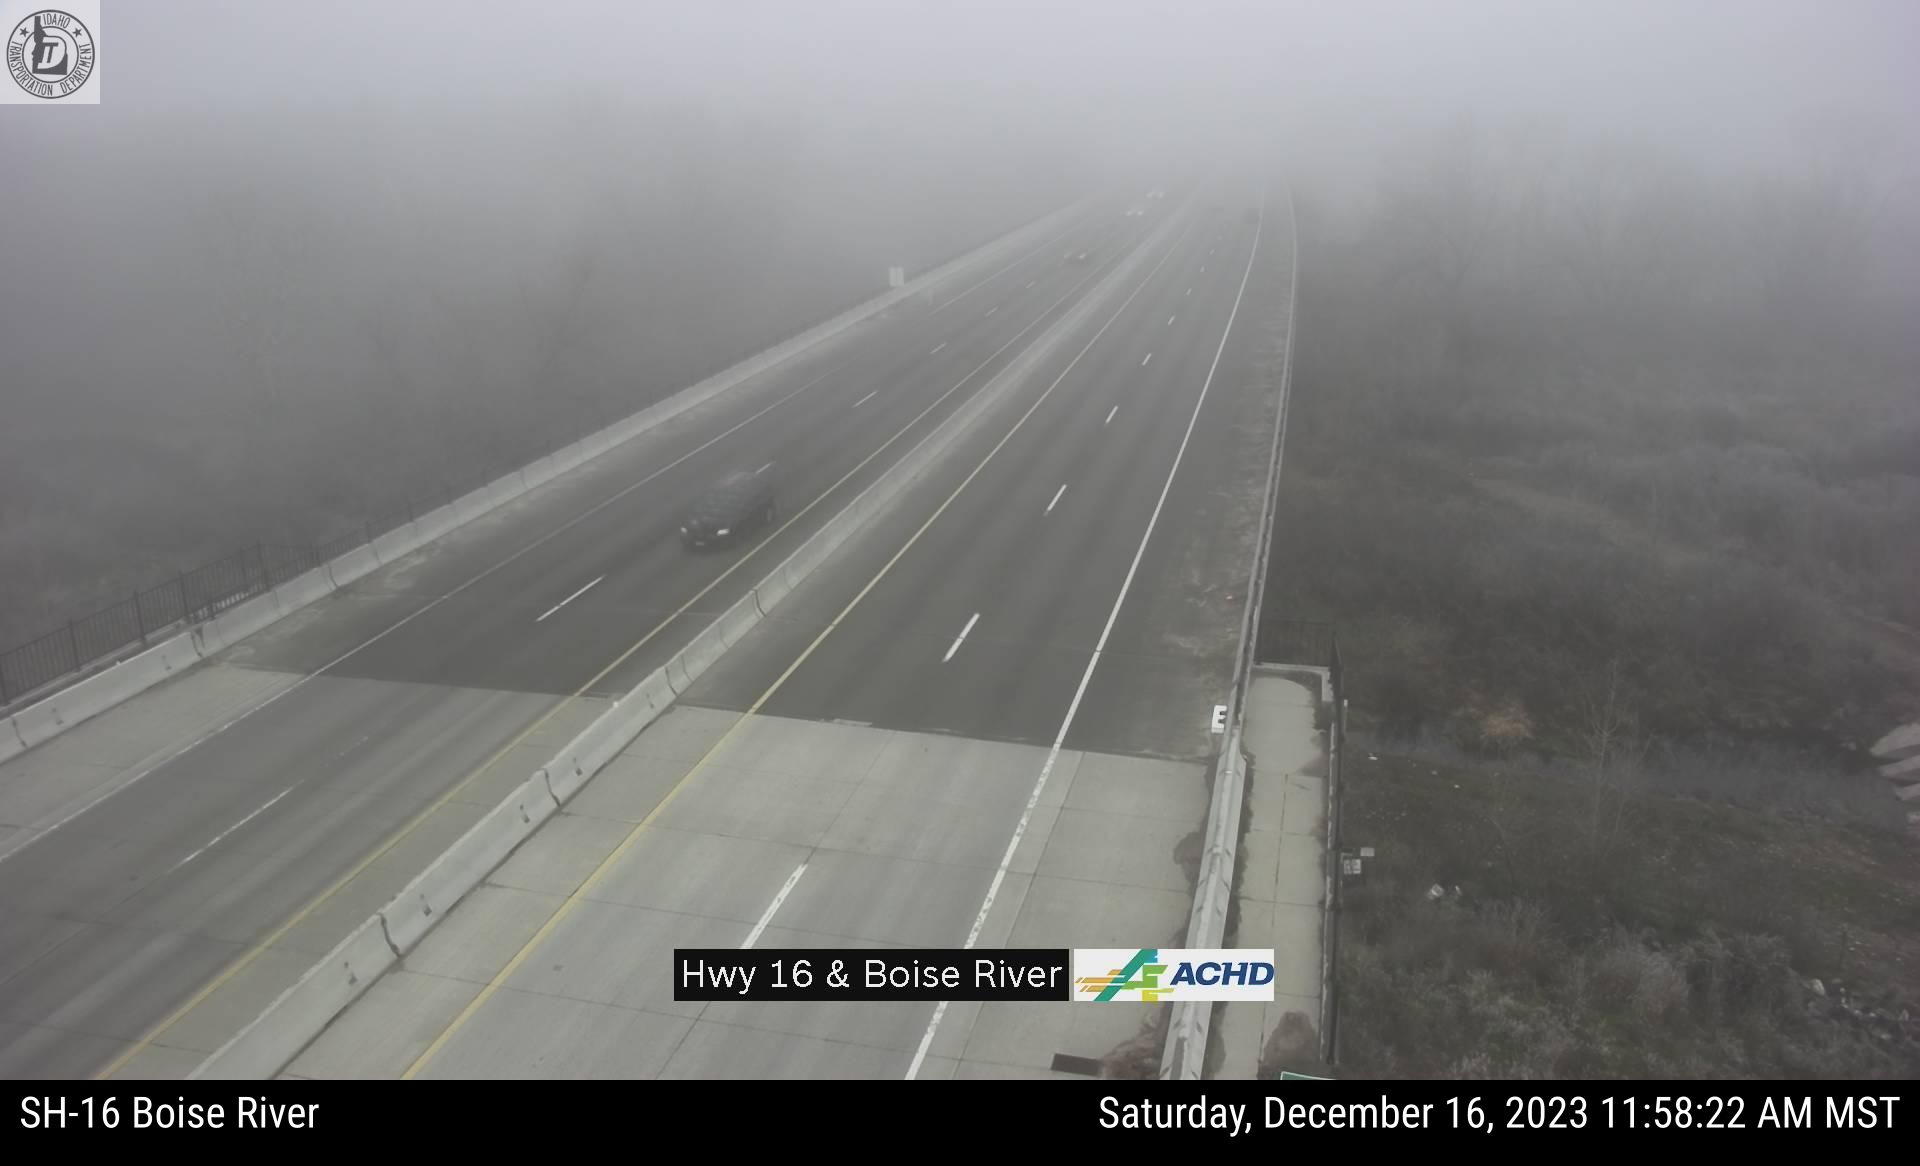 IDAHO
TRANSPORTATION DEPARTMENT
E
Hwy 16 & Boise River
ACHD
SH-16 Boise River
Saturday, December 16, 2023 11:58:22 AM MST